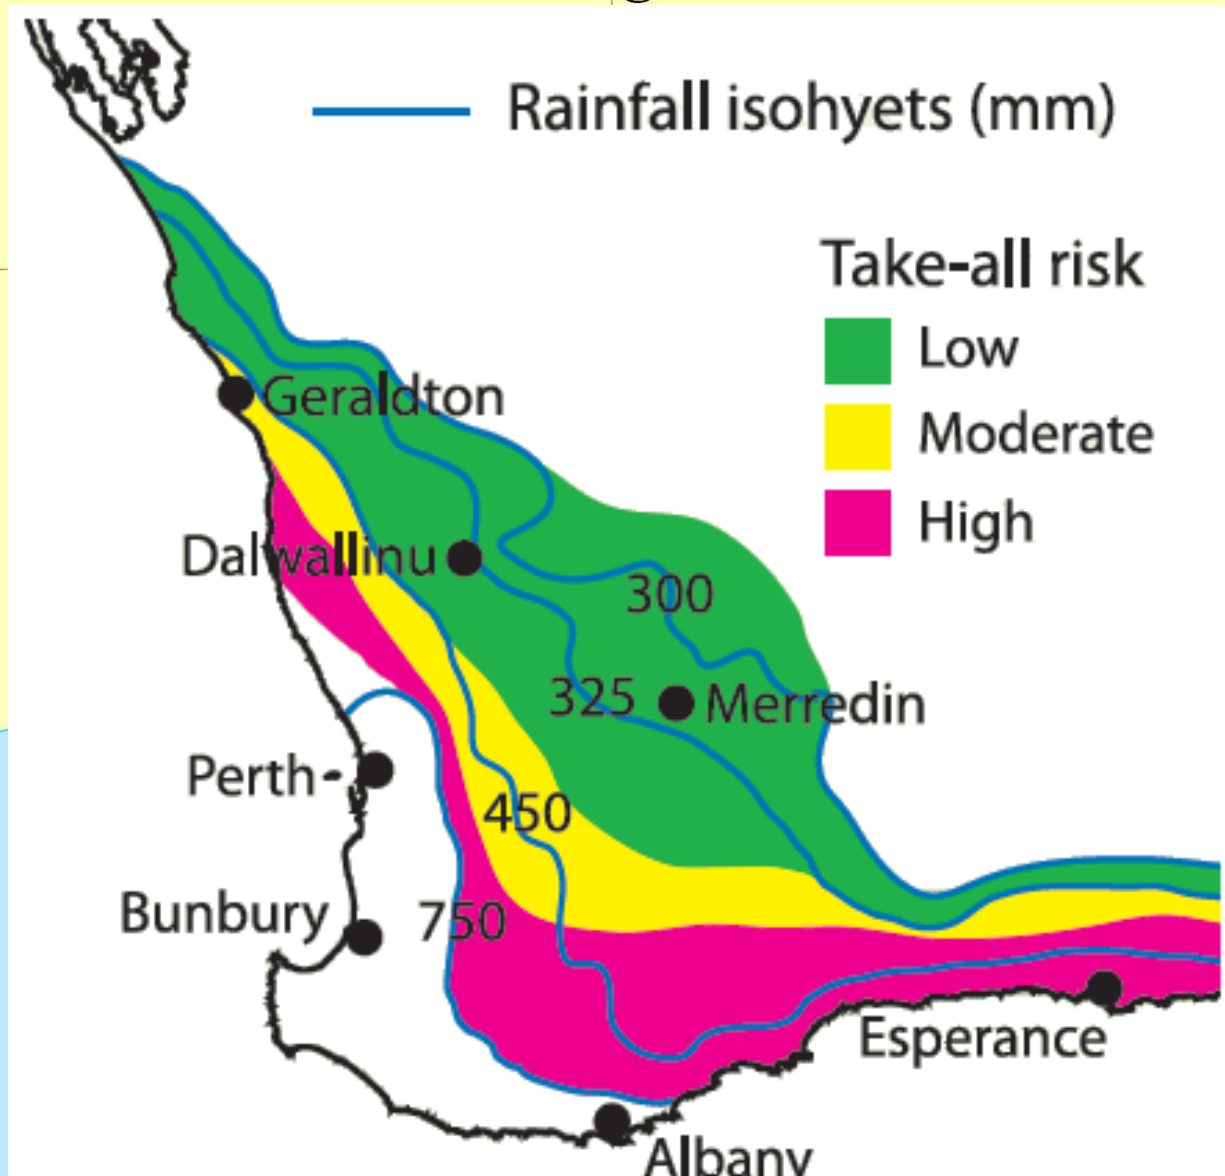 Rainfall isohyets (mm)
Take-all risk
Low
Moderate
High
Geraldton
Dalwallinu
300
325
Merredin
Perth
450
Bunbury
750
Esperance
Albany